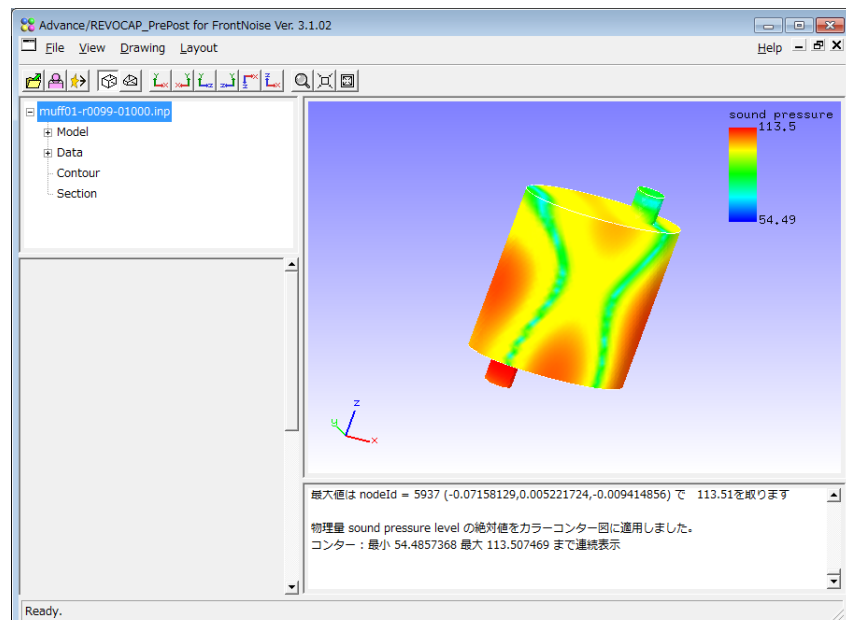 Advance/REVOCAP_PrePost for FrontNoise Ver. 3.1.02
File View Drawing Layout Help
muff01-r0099-01000.inp
Model
Data
Contour
Section
sound pressure
113.5
54.49
z
y
x
最大値は nodeId = 5937 (-0.07158129,0.005221724,-0.009414856) で 113.51を取ります
物理量 sound pressure level の絶対値をカラーコンター図に適用しました。
コンター：最小 54.4857368 最大 113.507469 まで連続表示
Ready.